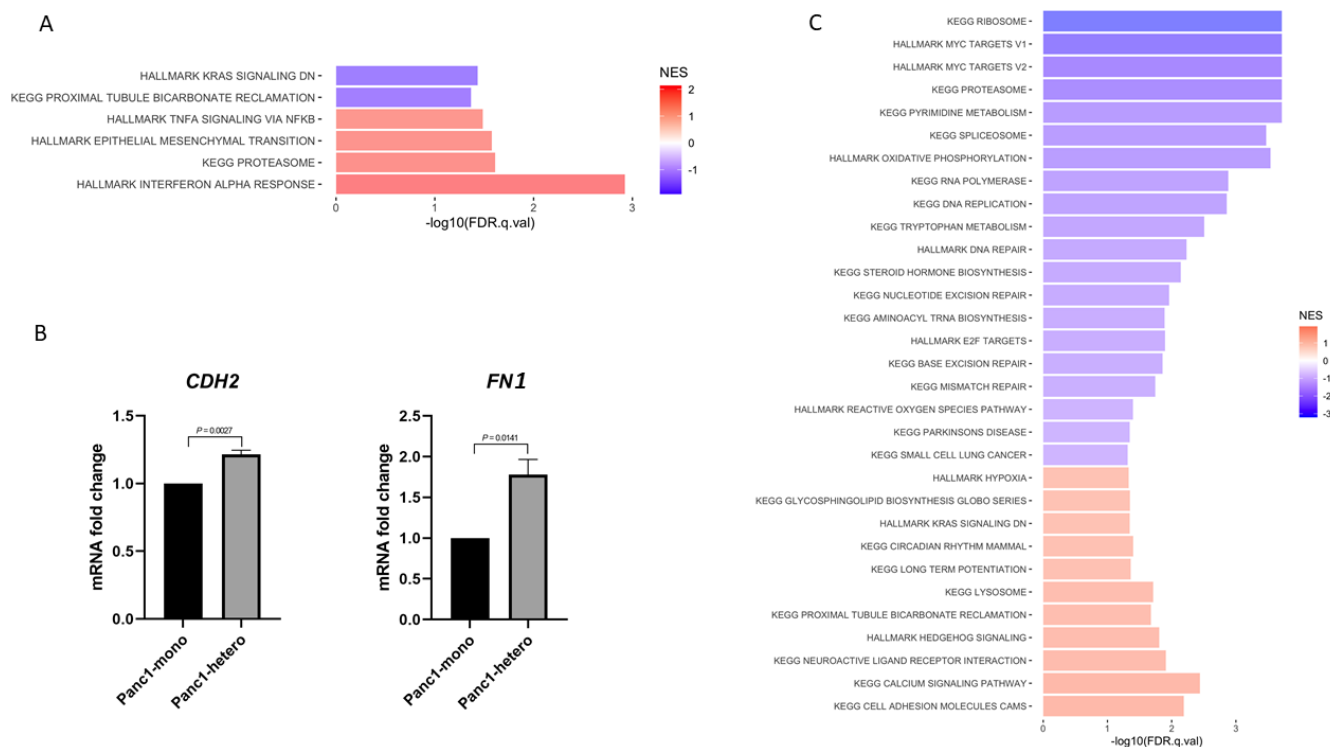 A
HALLMARK KRAS SIGNALING DN
KEGG PROXIMAL TUBULE BICARBONATE RECLAMATION
HALLMARK TNFA SIGNALING VIA NFKB
HALLMARK EPITHELIAL MESENCHYMAL TRANSITION
KEGG PROTEASOME
HALLMARK INTERFERON ALPHA RESPONSE
0 1 2 3
-log10(FDR.q.val)
NES
2
1
0
-1
B
CDH2
mRNA fold change
1.5
1.0
0.5
0.0
P = 0.0027
Panc1-mono
Panc1-hetero
FN1
mRNA fold change
2.5
2.0
1.5
1.0
0.5
0.0
P = 0.0141
Panc1-mono
Panc1-hetero
C
KEGG RIBOSOME
HALLMARK MYC TARGETS V1
HALLMARK MYC TARGETS V2
KEGG PROTEASOME
KEGG PYRIMIDINE METABOLISM
KEGG SPLICEOSOME
HALLMARK OXIDATIVE PHOSPHORYLATION
KEGG RNA POLYMERASE
KEGG DNA REPLICATION
KEGG TRYPTOPHAN METABOLISM
HALLMARK DNA REPAIR
KEGG STEROID HORMONE BIOSYNTHESIS
KEGG NUCLEOTIDE EXCISION REPAIR
KEGG AMINOACYL TRNA BIOSYNTHESIS
HALLMARK E2F TARGETS
KEGG BASE EXCISION REPAIR
KEGG MISMATCH REPAIR
HALLMARK REACTIVE OXYGEN SPECIES PATHWAY
KEGG PARKINSONS DISEASE
KEGG SMALL CELL LUNG CANCER
HALLMARK HYPOXIA
KEGG GLYCOSPHINGOLIPID BIOSYNTHESIS GLOBO SERIES
HALLMARK KRAS SIGNALING DN
KEGG CIRCADIAN RHYTHM MAMMAL
KEGG LONG TERM POTENTIATION
KEGG LYSOSOME
KEGG PROXIMAL TUBULE BICARBONATE RECLAMATION
HALLMARK HEDGEHOG SIGNALING
KEGG NEUROACTIVE LIGAND RECEPTOR INTERACTION
KEGG CALCIUM SIGNALING PATHWAY
KEGG CELL ADHESION MOLECULES CAMS
0 1 2 3
-log10(FDR.q.val)
NES
1
0
-1
-2
-3